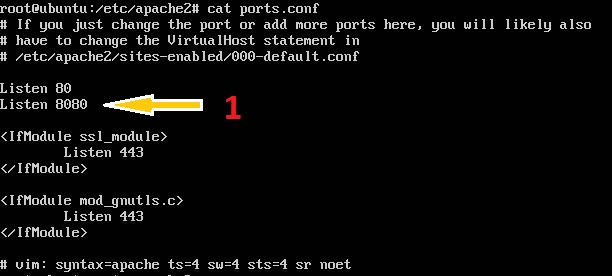 root@ubuntu:/etc/apache2# cat ports.conf
# If you just change the port or add more ports here, you will likely also
# have to change the VirtualHost statement in
# /etc/apache2/sites-enabled/000-default.conf
Listen 80
Listen 8080
1
<IfModule ssl_module>
        Listen 443
</IfModule>
<IfModule mod_gnutls.c>
        Listen 443
</IfModule>
# vim: syntax=apache ts=4 sw=4 sts=4 sr noet